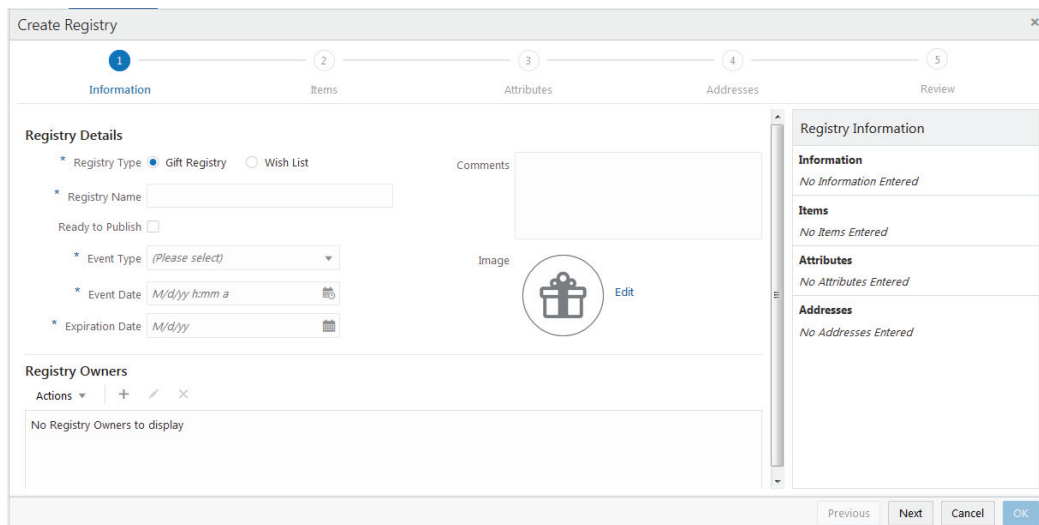 Create Registry
×
1 2 3 4 5
Information Items Attributes Addresses Review
Registry Details
* Registry Type Gift Registry Wish List
* Registry Name
Ready to Publish
* Event Type (Please select)
* Event Date M/d/yy h:mm a
* Expiration Date M/d/yy
Comments
Image
Edit
Registry Owners
Actions
No Registry Owners to display
Registry Information
Information
No Information Entered
Items
No Items Entered
Attributes
No Attributes Entered
Addresses
No Addresses Entered
Previous Next Cancel OK